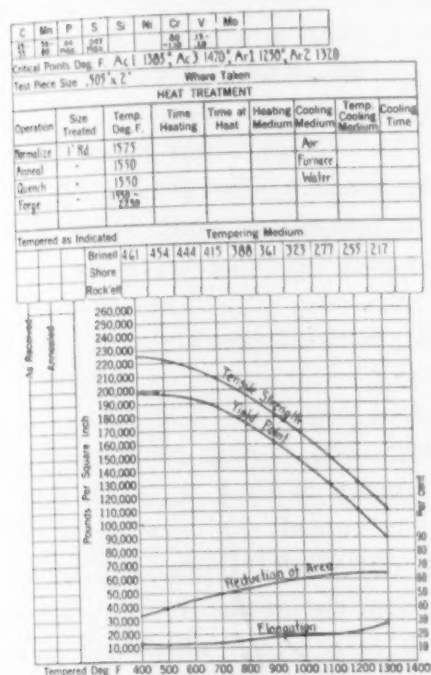 C Mn P S Si Ni Cr V Mo
Critical Points Deg. F. Ac1 1385° Ac3 1470°, Ar1 1250°, Ar2 1320
Test Piece Size .505" x 2" Where Taken
HEAT TREATMENT
Operation Size Treated Temp. Deg. F. Time Heating Time at Heat Heating Medium Cooling Medium Temp. Cooling Medium Cooling Time
Normalize 1" Rd. 1575 Aor
Anneal " 1550 Furnace
Quench " 1550 Water
Forge " 1950 - 2250
Tempered as Indicated Tempering Medium
Brinell 461 454 444 415 388 361 323 277 255 217
Shore
Rock'ell
As Received
Annealed
Pounds Per Square Inch
260,000
250,000
240,000
230,000
220,000
210,000
200,000
190,000
180,000
170,000
160,000
150,000
140,000
130,000
120,000
110,000
100,000
90,000
80,000
70,000
60,000
50,000
40,000
30,000
20,000
10,000
Tensile Strength
Yield Point
Reduction of Area
Elongation
Per cent
90
80
70
60
50
40
30
20
10
Tempered Deg. F. 400 500 600 700 800 900 1000 1100 1200 1300 1400